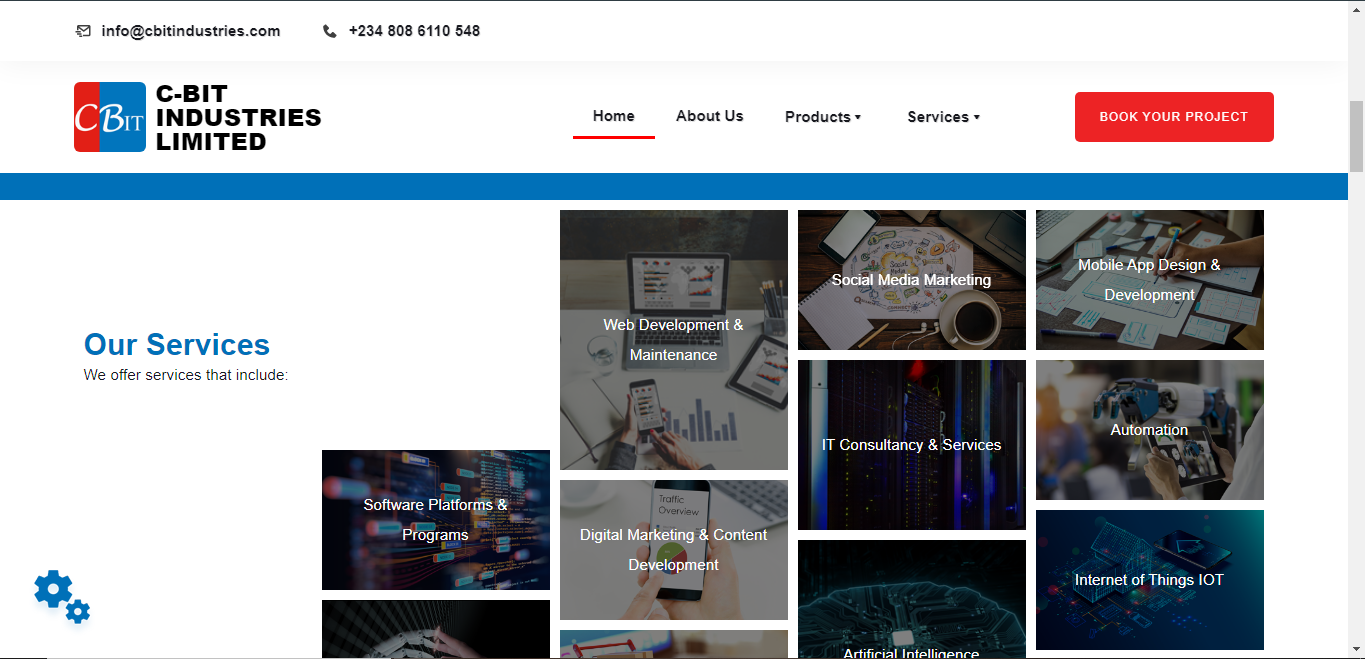 info@cbitindustries.com
+234 808 6110 548
CBIT
C-BIT
INDUSTRIES
LIMITED
Home
About Us
Products
Services
BOOK YOUR PROJECT
Our Services
We offer services that include:
Software Platforms &
Programs
Web Development &
Maintenance
Traffic
Overview
Digital Marketing & Content
Development
Social Media Marketing
IT Consultancy & Services
Artificial Intelligence
Mobile App Design &
Development
Automation
Internet of Things IOT